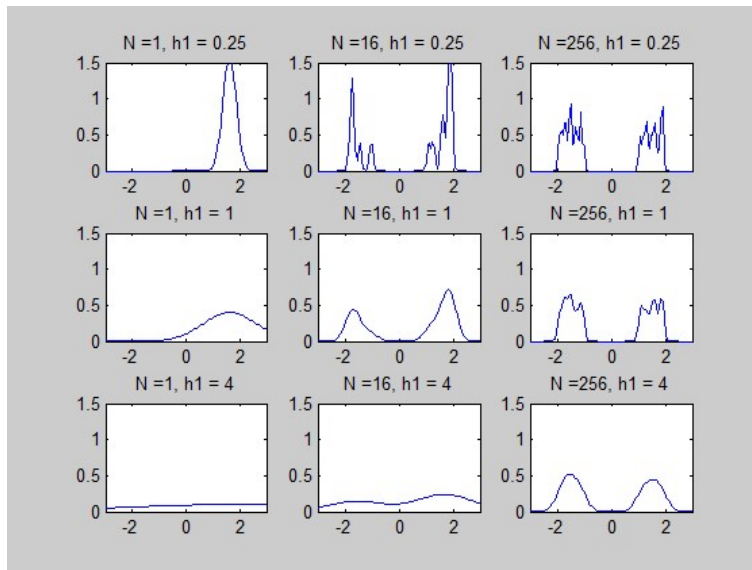 N =1, h1 = 0.25
N =16, h1 = 0.25
N =256, h1 = 0.25
1.5
1
0.5
0
-2 0 2
1.5
1
0.5
0
-2 0 2
1.5
1
0.5
0
-2 0 2
N =1, h1 = 1
N =16, h1 = 1
N =256, h1 = 1
1.5
1
0.5
0
-2 0 2
1.5
1
0.5
0
-2 0 2
1.5
1
0.5
0
-2 0 2
N =1, h1 = 4
N =16, h1 = 4
N =256, h1 = 4
1.5
1
0.5
0
-2 0 2
1.5
1
0.5
0
-2 0 2
1.5
1
0.5
0
-2 0 2